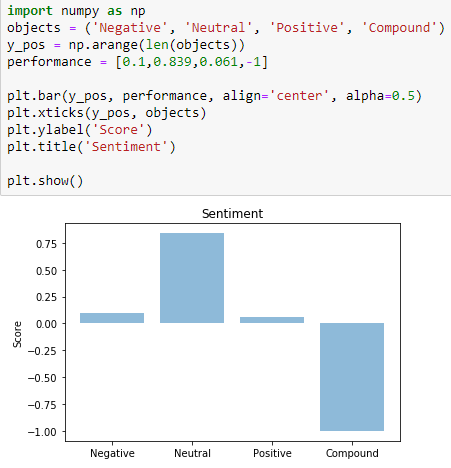 import numpy as np
objects = ('Negative', 'Neutral', 'Positive', 'Compound')
y_pos = np.arange(len(objects))
performance = [0.1,0.839,0.061,-1]
plt.bar(y_pos, performance, align='center', alpha=0.5)
plt.xticks(y_pos, objects)
plt.ylabel('Score')
plt.title('Sentiment')
plt.show()
Sentiment
0.75
0.50
0.25
0.00
−0.25
−0.50
−0.75
−1.00
Score
Negative Neutral Positive Compound